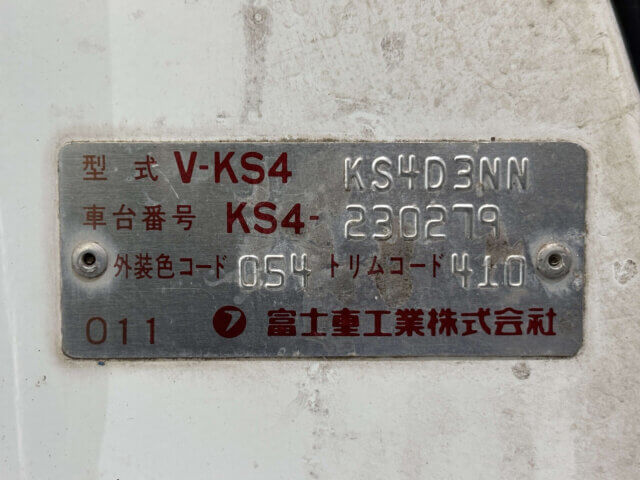 型式 V-KS4 KS4D3NN
車台番号 KS4- 230279
外装色コード 054 トリムコード 410
011 富士重工業株式会社